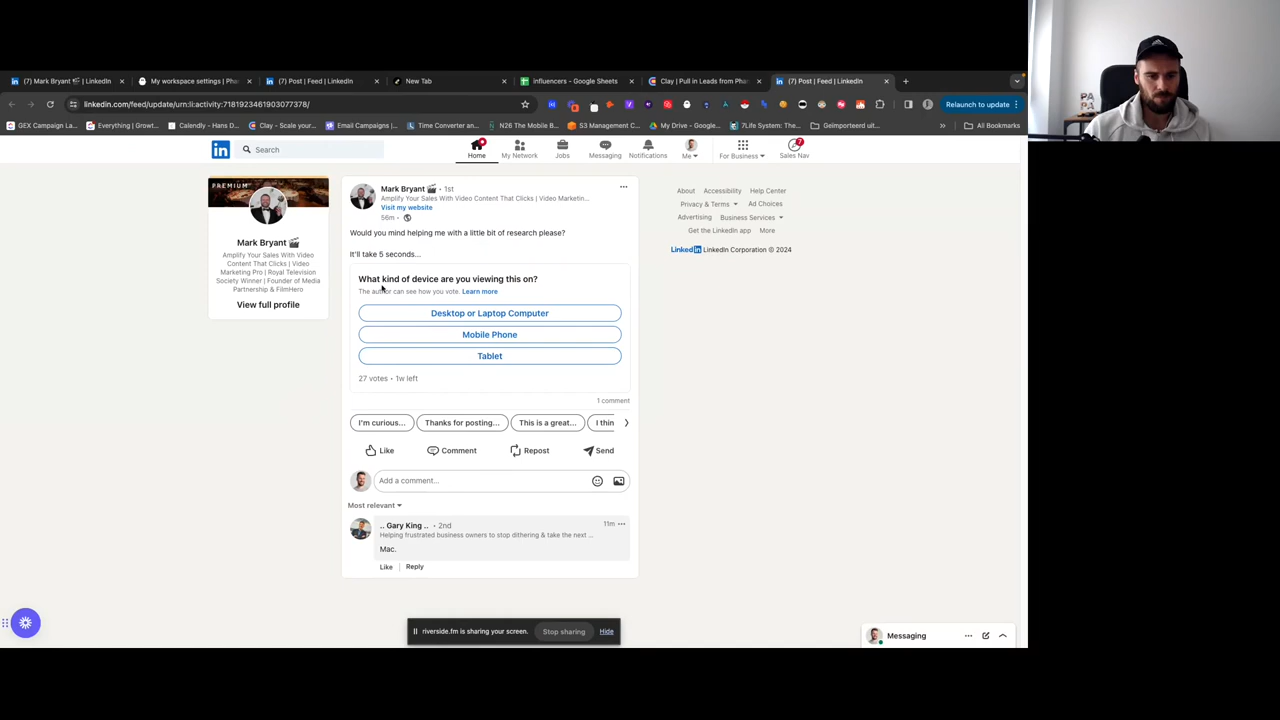 (7) Mark Bryant 🎬 | LinkedIn
My workspace settings | Pha
(7) Post | Feed | LinkedIn
New Tab
influencers - Google Sheets
Clay | Pull in Leads from Pha
(7) Post | Feed | LinkedIn
linkedin.com/feed/update/urn:li:activity:7181923461903077378/
Relaunch to update
GEX Campaign La...
Everything | Growt...
Calendly - Hans D...
Clay - Scale your...
Email Campaigns |...
Time Converter an...
N26 The Mobile B...
S3 Management C...
My Drive - Google...
7Life System: The...
Geïmporteerd uit...
»
All Bookmarks
in
Search
Home
My Network
Jobs
Messaging
Notifications
Me
For Business
7
Sales Nav
PREMIUM
Mark Bryant 🎬
Amplify Your Sales With Video
Content That Clicks | Video
Marketing Pro | Royal Television
Society Winner | Founder of Media
Partnership & FilmHero
View full profile
Mark Bryant 🎬 • 1st
Amplify Your Sales With Video Content That Clicks | Video Marketin...
Visit my website
56m •
Would you mind helping me with a little bit of research please?
It'll take 5 seconds...
What kind of device are you viewing this on?
The author can see how you vote. Learn more
Desktop or Laptop Computer
Mobile Phone
Tablet
27 votes • 1w left
1 comment
I'm curious...
Thanks for posting...
This is a great...
I thin
Like
Comment
Repost
Send
Add a comment...
Most relevant
.. Gary King .. • 2nd
11m
Helping frustrated business owners to stop dithering & take the next ...
Mac.
Like | Reply
About Accessibility Help Center
Privacy & Terms Ad Choices
Advertising Business Services
Get the LinkedIn app More
LinkedIn LinkedIn Corporation © 2024
riverside.fm is sharing your screen.
Stop sharing
Hide
Messaging
PA
PA